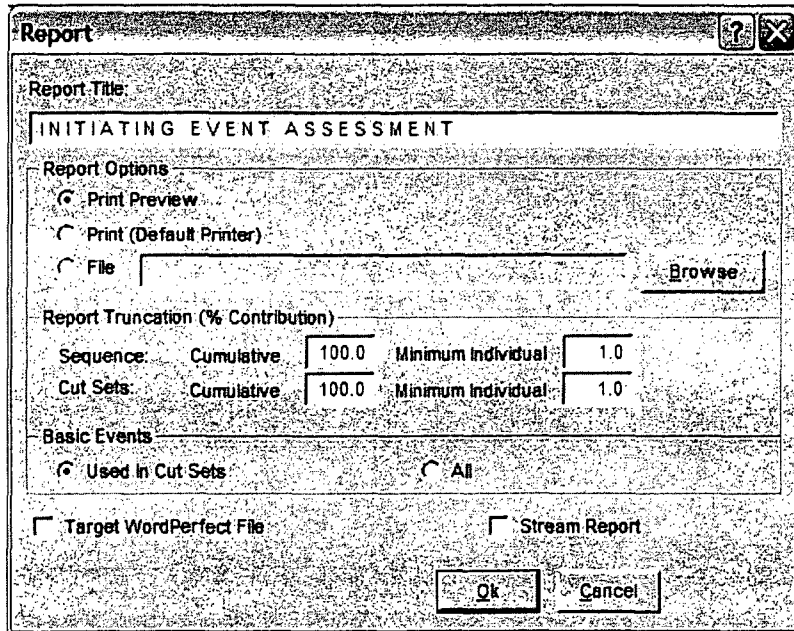 Report
Report Title:
INITIATING EVENT ASSESSMENT
Report Options
Print Preview
Print (Default Printer)
File
Browse
Report Truncation (% Contribution)
Sequence: Cumulative 100.0 Minimum Individual 1.0
Cut Sets: Cumulative 100.0 Minimum Individual 1.0
Basic Events
Used in Cut Sets All
Target WordPerfect File Stream Report
Ok Cancel